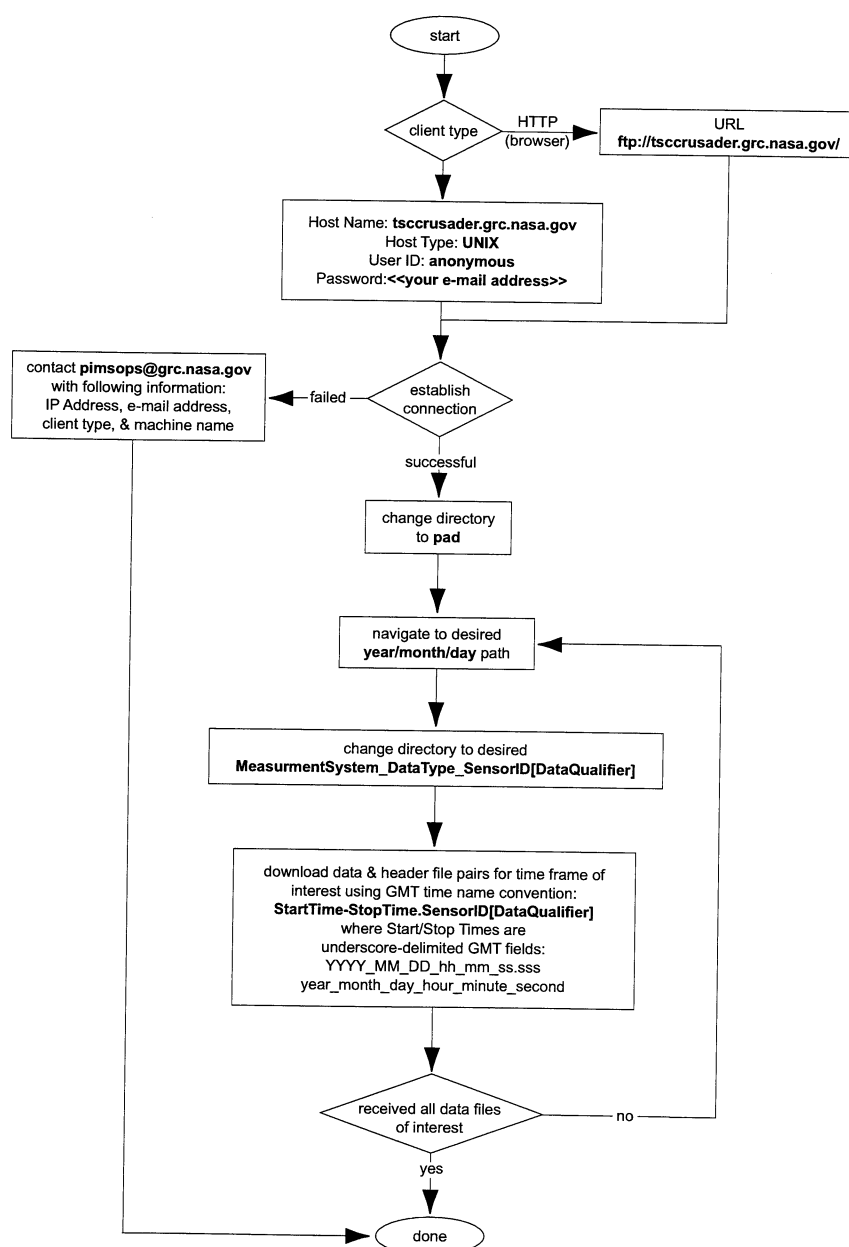 start
client type
HTTP
(browser)
URL
ftp://tsccrusader.grc.nasa.gov/
Host Name: tsccrusader.grc.nasa.gov
Host Type: UNIX
User ID: anonymous
Password:<<your e-mail address>>
contact pimsops@grc.nasa.gov
with following information:
IP Address, e-mail address,
client type, & machine name
failed
establish
connection
successful
change directory
to pad
navigate to desired
year/month/day path
change directory to desired
MeasurmentSystem_DataType_SensorID[DataQualifier]
download data & header file pairs for time frame of
interest using GMT time name convention:
StartTime-StopTime.SensorID[DataQualifier]
where Start/Stop Times are
underscore-delimited GMT fields:
YYYY_MM_DD_hh_mm_ss.sss
year_month_day_hour_minute_second
received all data files
of interest
no
yes
done